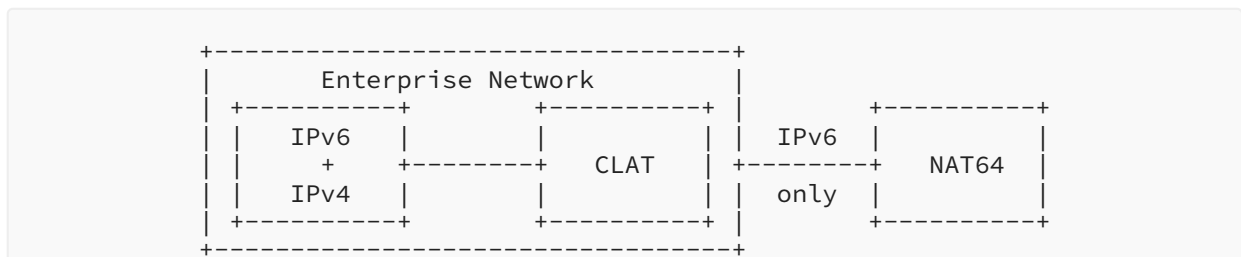 +----------------------------------+
|       Enterprise Network         |
| +----------+        +----------+ |        +----------+
| |   IPv6   |        |          | |  IPv6  |          |
| |     +    +--------+   CLAT   | +--------+   NAT64  |
| |   IPv4   |        |          | |  only  |          |
| +----------+        +----------+ |        +----------+
+----------------------------------+